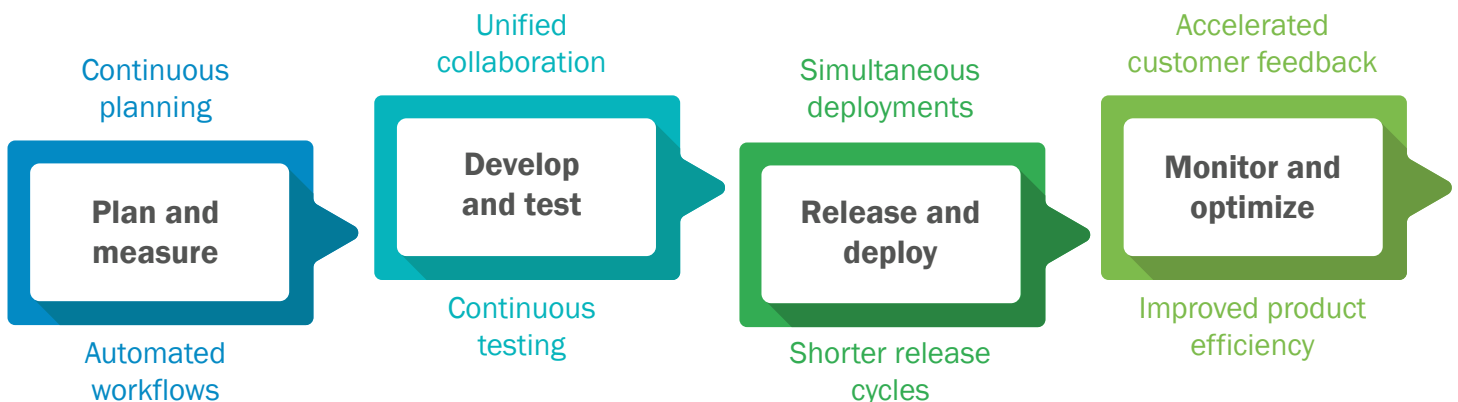 Continuous
planning
Plan and
measure
Automated
workflows
Unified
collaboration
Develop
and test
Continuous
testing
Simultaneous
deployments
Release and
deploy
Shorter release
cycles
Accelerated
customer feedback
Monitor and
optimize
Improved product
efficiency